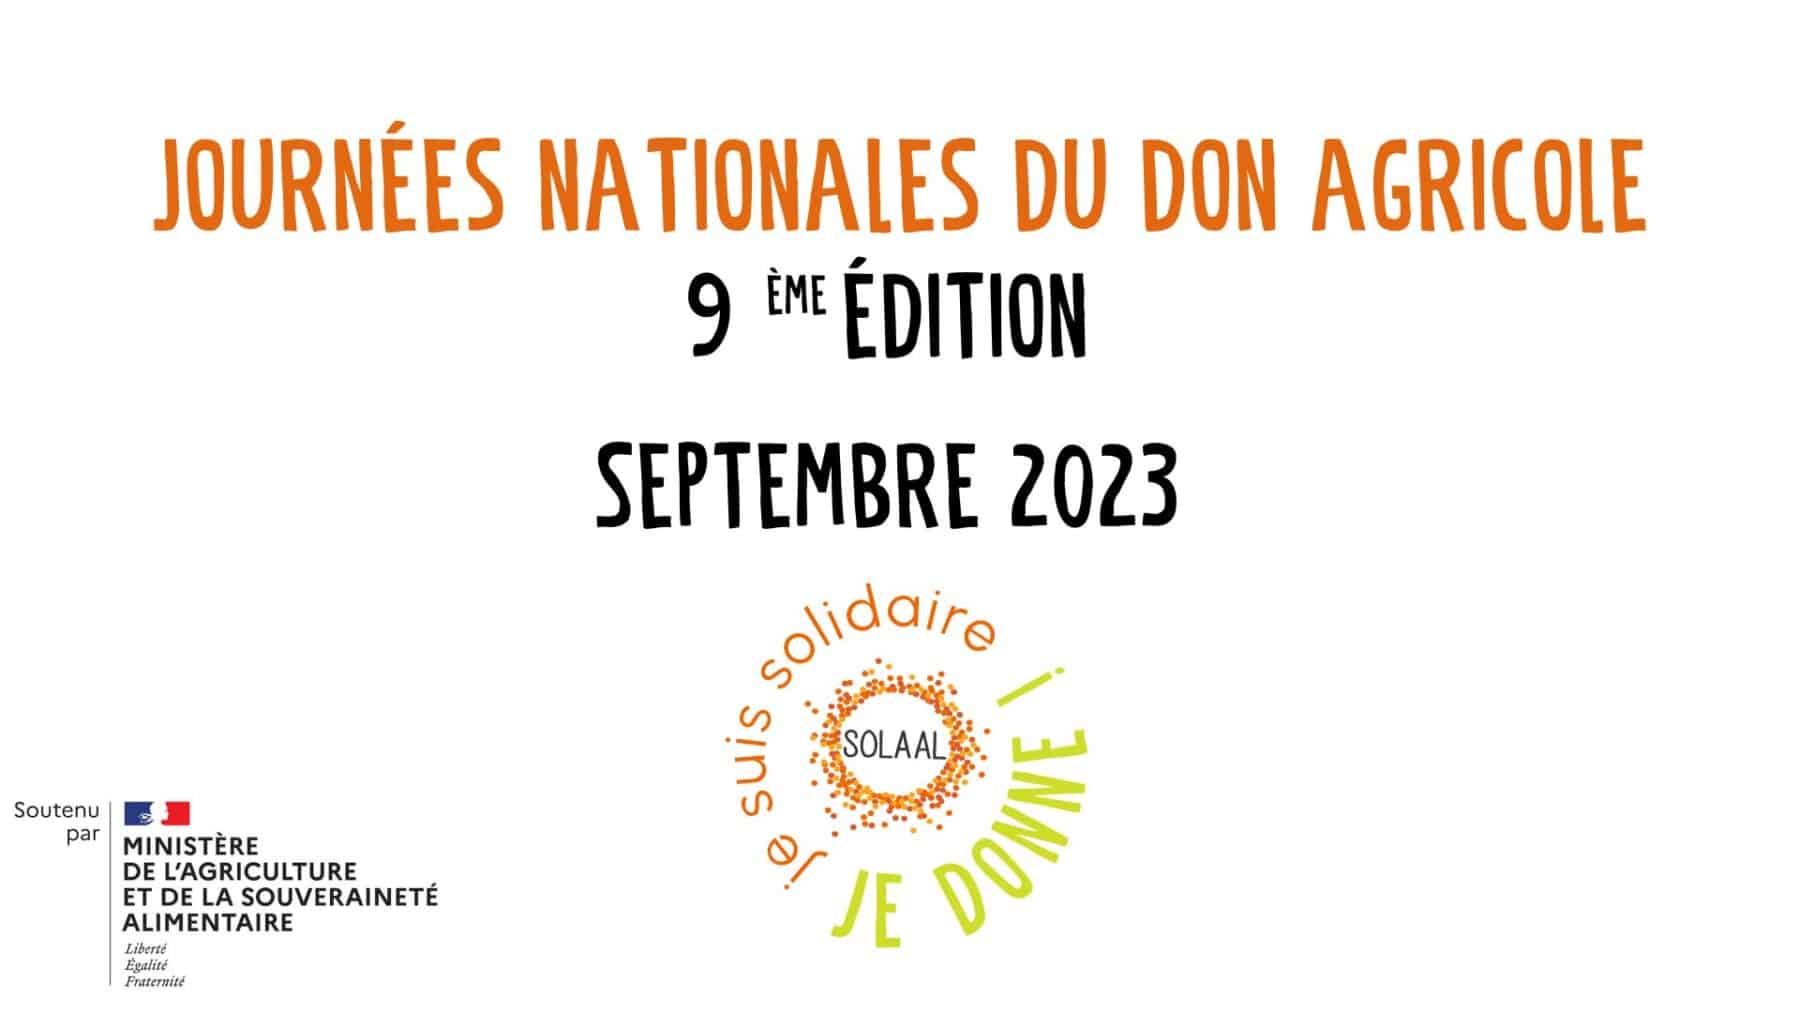 JOURNÉES NATIONALES DU DON AGRICOLE
9 ÈME ÉDITION
SEPTEMBRE 2023
je suis solidaire
JE DONNE !
SOLAAL
Soutenu
par
MINISTÈRE
DE L'AGRICULTURE
ET DE LA SOUVERAINETÉ
ALIMENTAIRE
Liberté
Égalité
Fraternité